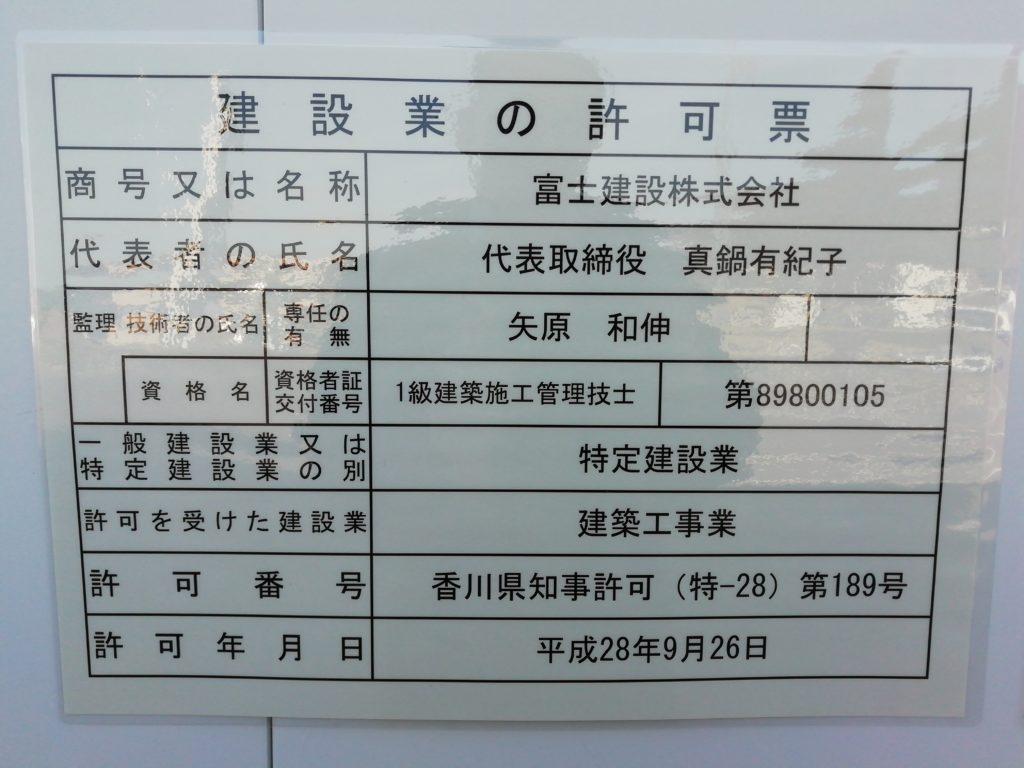 建設業の許可票
商号又は名称 富士建設株式会社
代表者の氏名 代表取締役 真鍋有紀子
監理 技術者の氏名 専任の有無 矢原 和伸
資格名 資格者証交付番号 1級建築施工管理技士 第89800105
一般建設業又は
特定建設業の別 特定建設業
許可を受けた建設業 建築工事業
許可番号 香川県知事許可（特-28）第189号
許可年月日 平成28年9月26日